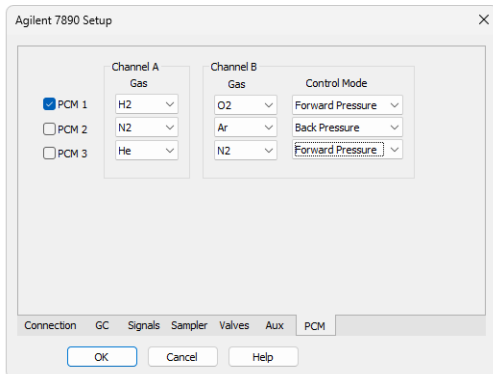 Agilent 7890 Setup
Channel A
Channel B
Gas
Gas
Control Mode
PCM 1
H2
O2
Forward Pressure
PCM 2
N2
Ar
Back Pressure
PCM 3
He
N2
Forward Pressure
Connection GC Signals Sampler Valves Aux PCM
OK Cancel Help